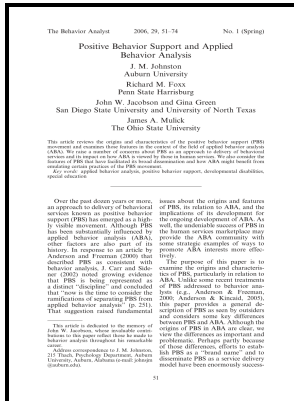 The Behavior Analyst 2006, 29, 51–74 No. 1 (Spring)
Positive Behavior Support and Applied
Behavior Analysis
J. M. Johnston
Auburn University
Richard M. Foxx
Penn State Harrisburg
John W. Jacobson and Gina Green
San Diego State University and University of North Texas
James A. Mulick
The Ohio State University
This article reviews the origins and characteristics of the positive behavior support (PBS)
movement and examines those features in the context of the field of applied behavior analysis
(ABA). We raise a number of concerns about PBS as an approach to delivery of behavioral
services and its impact on how ABA is viewed by those in human services. We also consider the
features of PBS that have facilitated its broad dissemination and how ABA might benefit from
emulating certain practices of the PBS movement.
Key words: applied behavior analysis, positive behavior support, developmental disabilities,
special education
Over the past dozen years or more,
an approach to delivery of behavioral
services known as positive behavior
support (PBS) has emerged as a high-
ly visible movement. Although PBS
has been substantially influenced by
applied behavior analysis (ABA),
other factors are also part of its
history. In response to an article by
Anderson and Freeman (2000) that
described PBS as consistent with
behavior analysis, J. Carr and Side-
ner (2002) noted growing evidence
that PBS is being represented as
a distinct “discipline” and concluded
that “now is the time to consider the
ramifications of separating PBS from
applied behavior analysis” (p. 251).
That suggestion raised fundamental
This article is dedicated to the memory of
John W. Jacobson, whose invaluable contri-
butions to this paper reflect those he made to
behavior analysis throughout his remarkable
career.
Address correspondence to J. M. Johnston,
215 Thach, Psychology Department, Auburn
University, Auburn, Alabama (e-mail: johnsjm
@auburn.edu).
issues about the origins and features
of PBS, its relation to ABA, and the
implications of its development for
the ongoing development of ABA. As
well, the undeniable success of PBS in
the human services marketplace may
provide the ABA community with
some strategic examples of ways to
promote ABA interests more effec-
tively.
The purpose of this paper is to
examine the origins and characteris-
tics of PBS, particularly in relation to
ABA. Unlike some recent treatments
of PBS addressed to behavior ana-
lysts (e.g., Anderson & Freeman,
2000; Anderson & Kincaid, 2005),
this paper provides a general de-
scription of PBS as seen by outsiders
and considers some key differences
between PBS and ABA. Although the
origins of PBS in ABA are clear, we
view the differences as important and
problematic. Perhaps partly because
of those differences, efforts to estab-
lish PBS as a “brand name” and to
disseminate PBS as a service delivery
model have been enormously success-
51